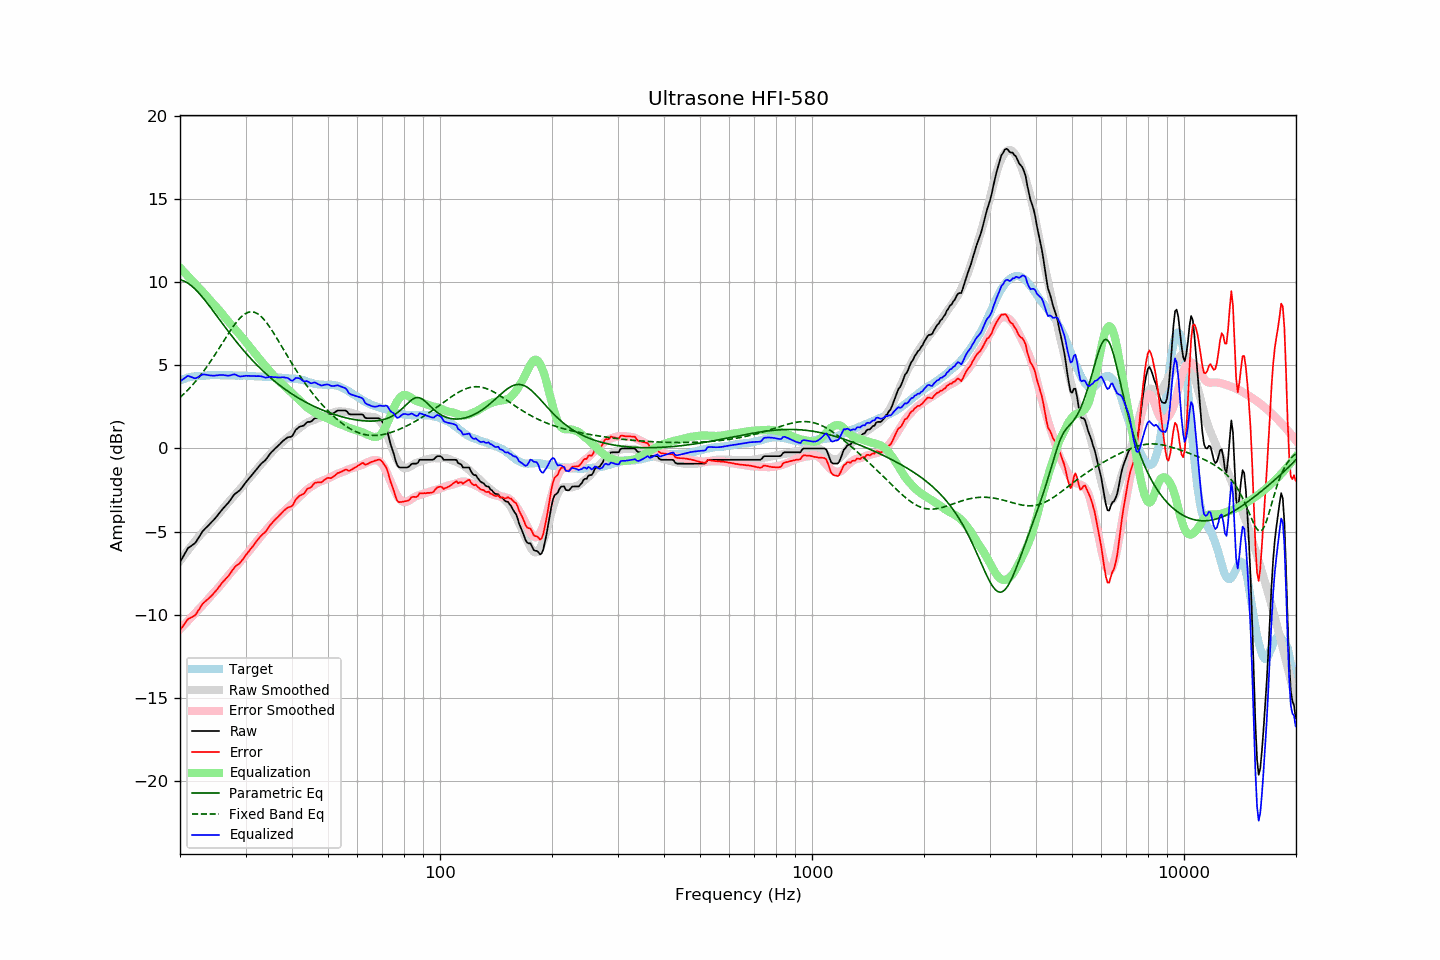 Ultrasone HFI-580
20
15
10
5
0
−5
−10
−15
−20
Amplitude (dBr)
Target
Raw Smoothed
Error Smoothed
Raw
Error
Equalization
Parametric Eq
Fixed Band Eq
Equalized
100
1000
10000
Frequency (Hz)